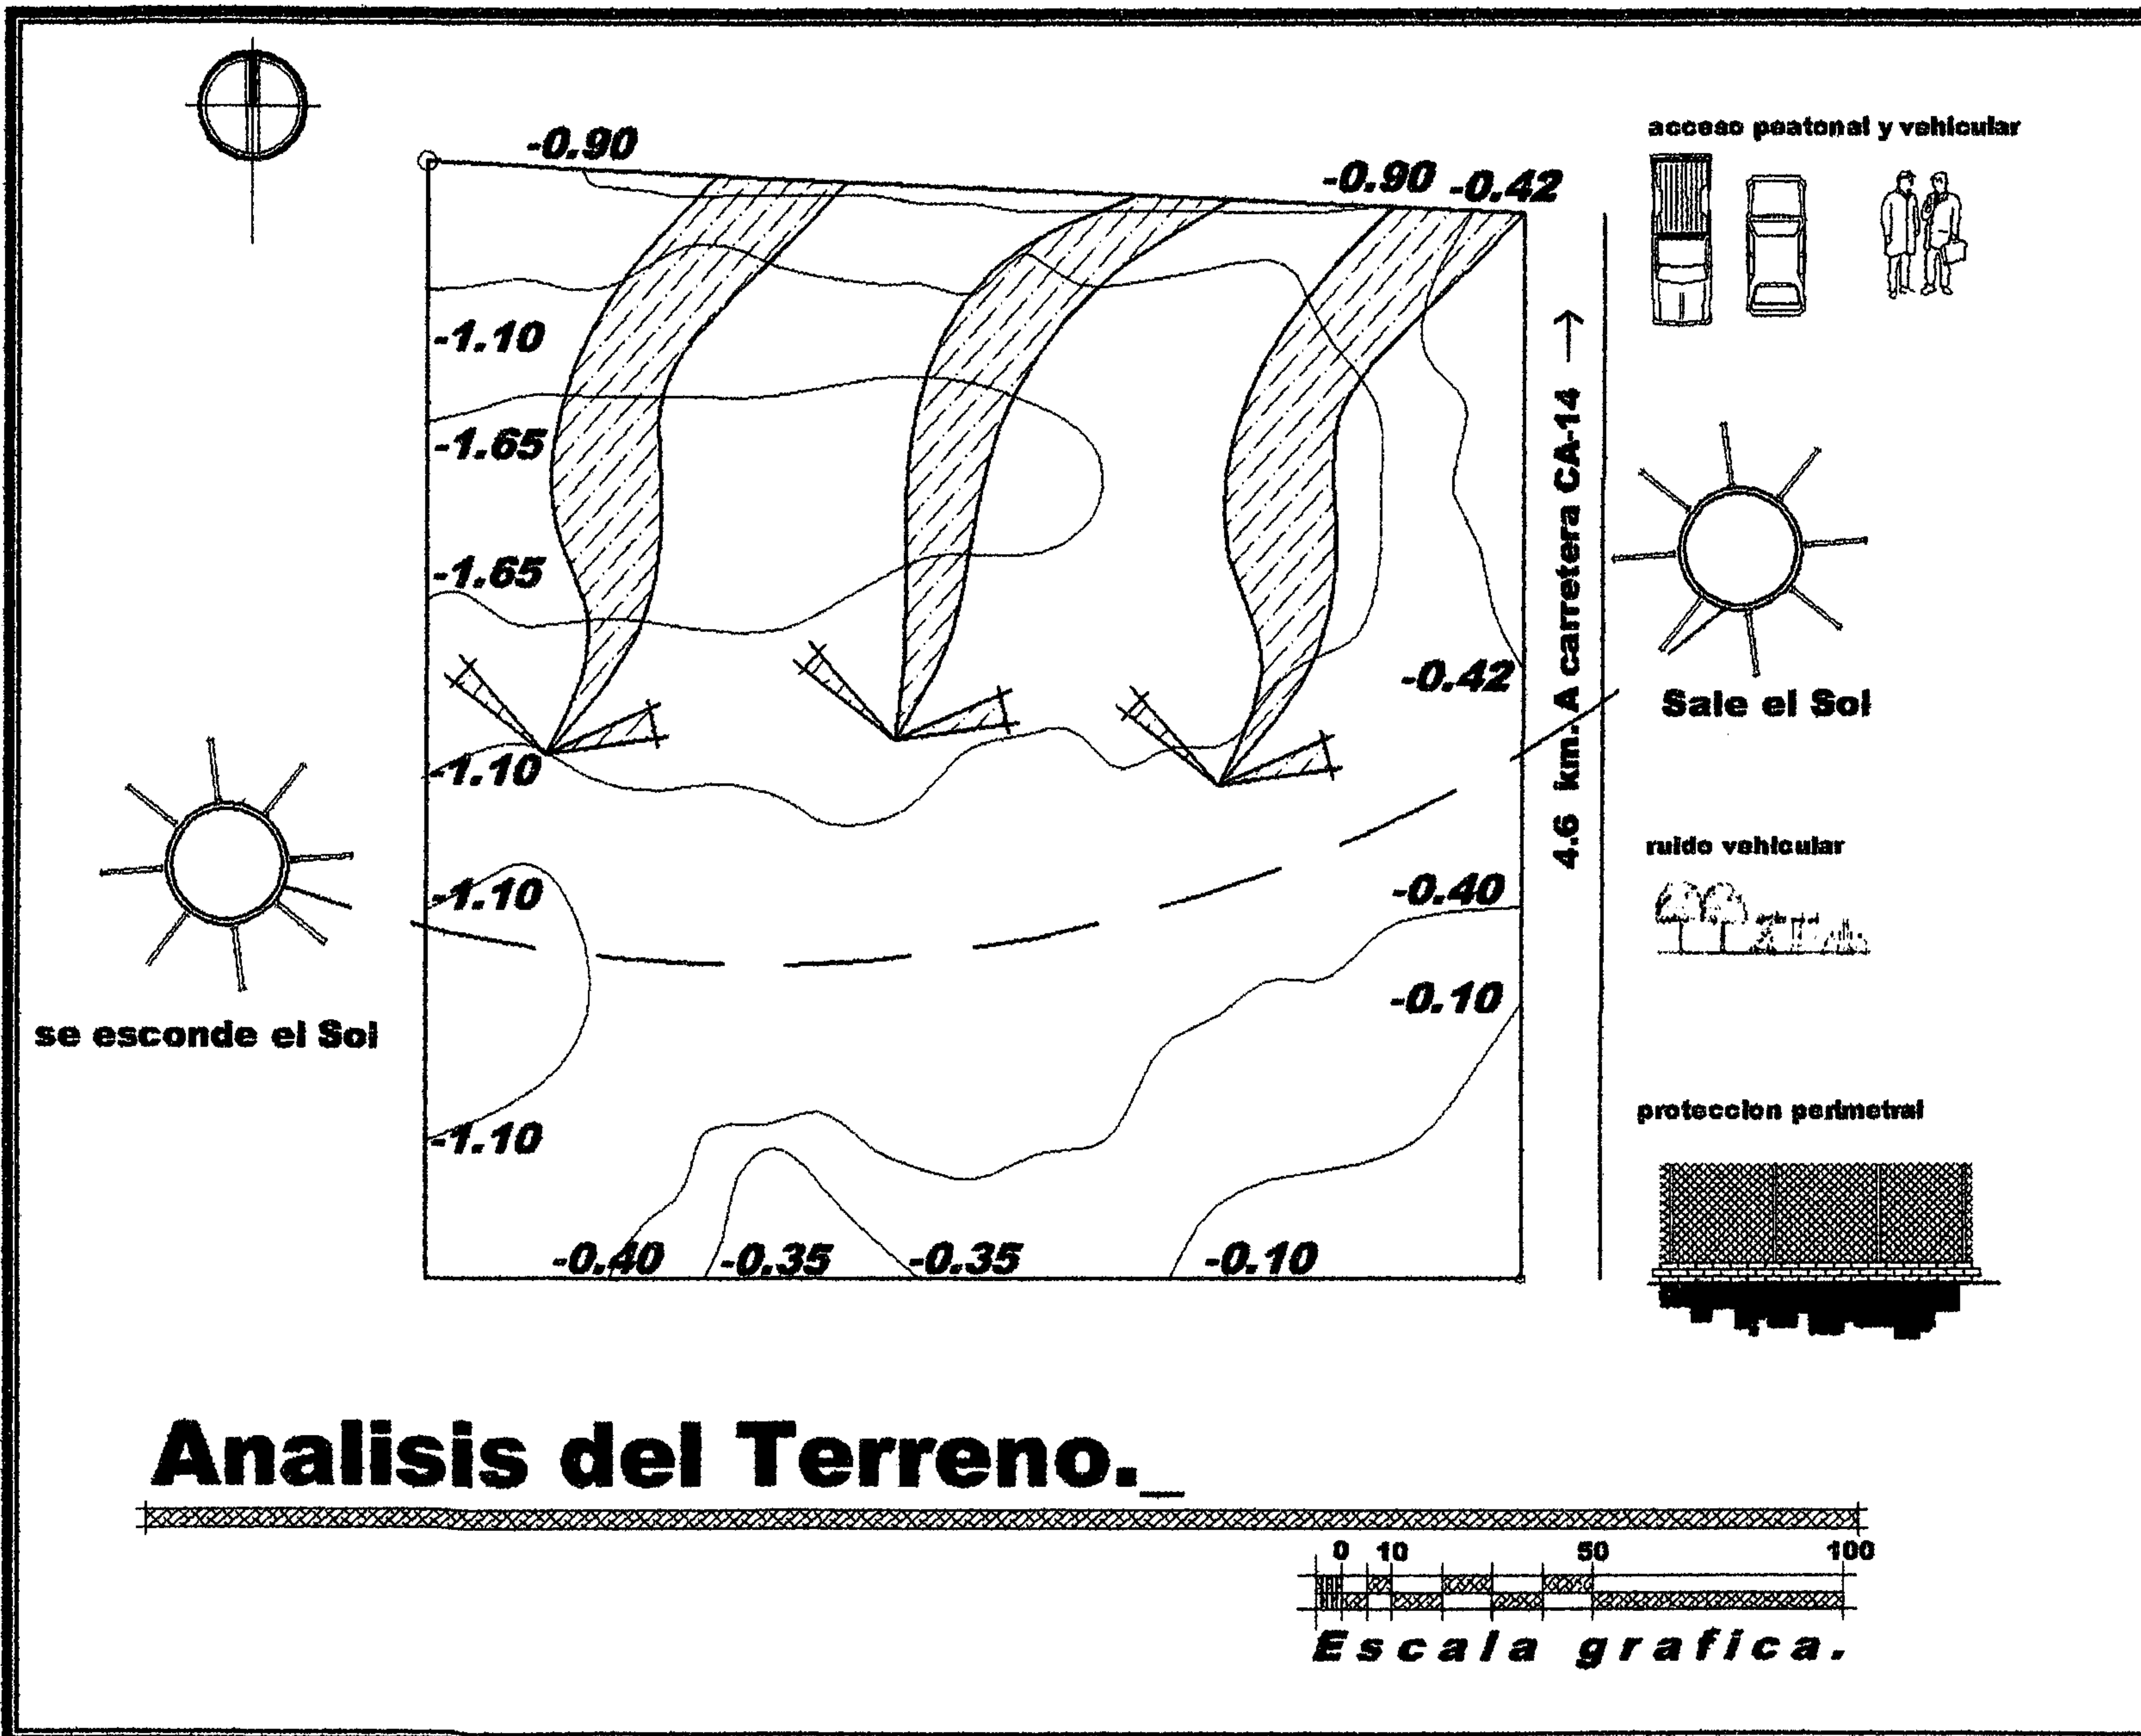 acceso peatonal y vehicular
-0.90
-0.90
-0.42
-1.10
-1.65
-1.65
-0.42
4.6 km. A carretera CA-14
Sale el Sol
-1.10
ruido vehicular
-1.10
-0.40
-0.10
se esconde el Sol
proteccion perimetral
-1.10
-0.40
-0.35
-0.35
-0.10
Analisis del Terreno._
0 10 50 100
Escala grafica.